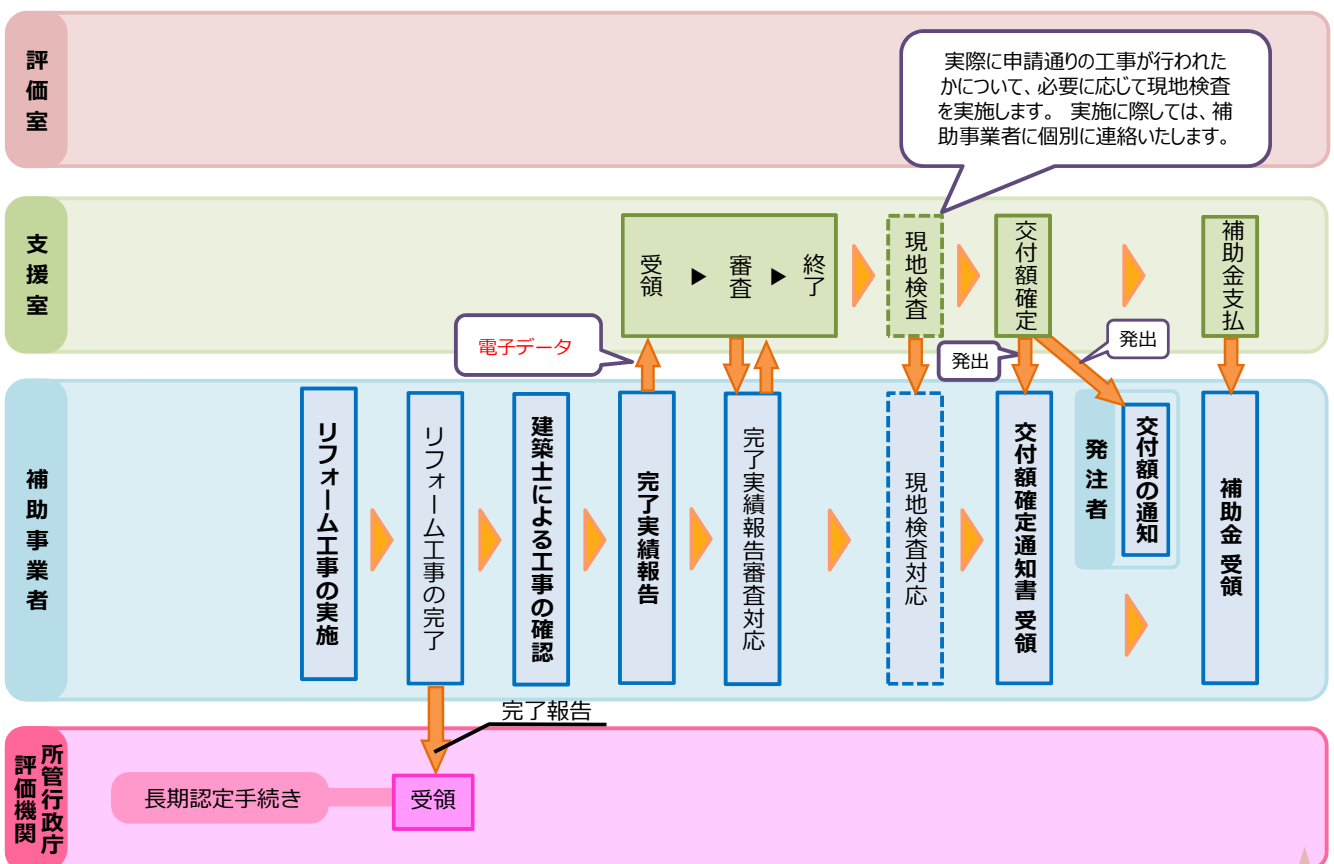 評価室
実際に申請通りの工事が行われた
かについて、必要に応じて現地検査
を実施します。 実施に際しては、補
助事業者に個別に連絡いたします。
支援室
受領 ▶ 審査 ▶ 終了
現地検査
交付額確定
補助金支払
電子データ
発出
発出
補助事業者
リフォーム工事の実施
リフォーム工事の完了
建築士による工事の確認
完了実績報告
完了実績報告審査対応
現地検査対応
交付額確定通知書 受領
発注者
交付額の通知
補助金 受領
完了報告
所管行政庁
評価機関
長期認定手続き
受領